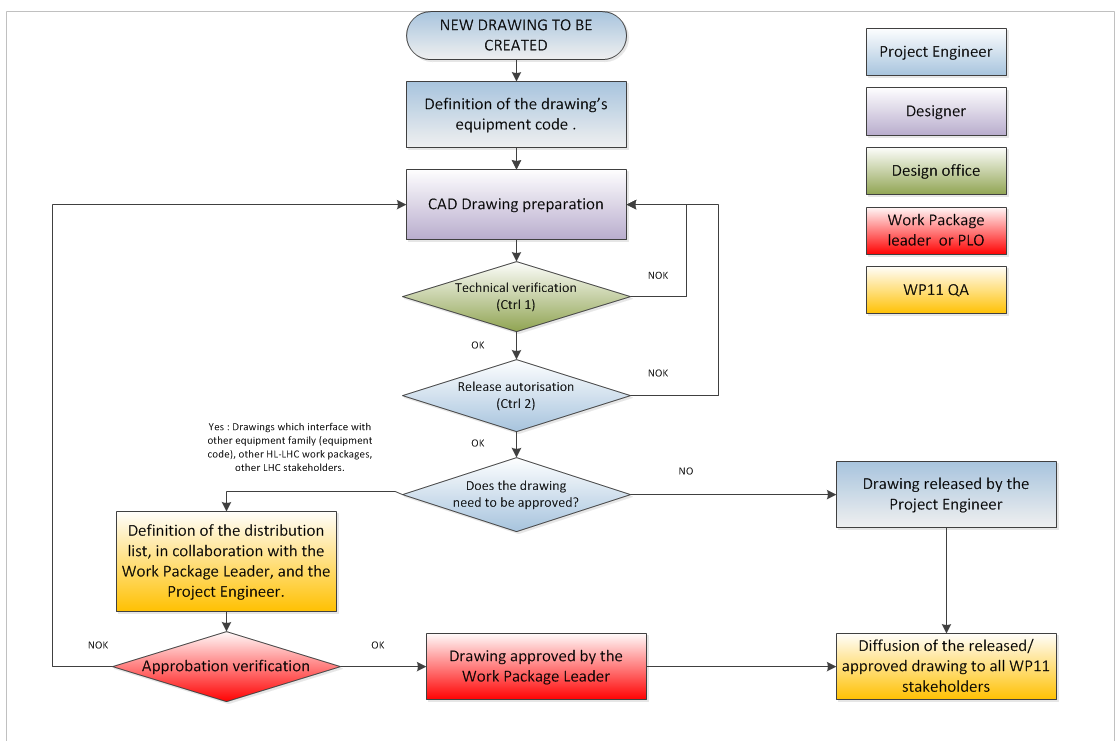 NEW DRAWING TO BE
CREATED
Project Engineer
Definition of the drawing's
equipment code .
Designer
Design office
CAD Drawing preparation
Work Package
leader or PLO
WP11 QA
Technical verification
(Ctrl 1)
NOK
OK
Release autorisation
(Ctrl 2)
NOK
OK
Yes : Drawings which interface with
other equipment family (equipment
code), other HL-LHC work packages,
other LHC stakeholders.
Does the drawing
need to be approved?
NO
Drawing released by the
Project Engineer
Definition of the distribution
list, in collaboration with the
Work Package Leader, and the
Project Engineer.
NOK
Approbation verification
OK
Drawing approved by the
Work Package Leader
Diffusion of the released/
approved drawing to all WP11
stakeholders